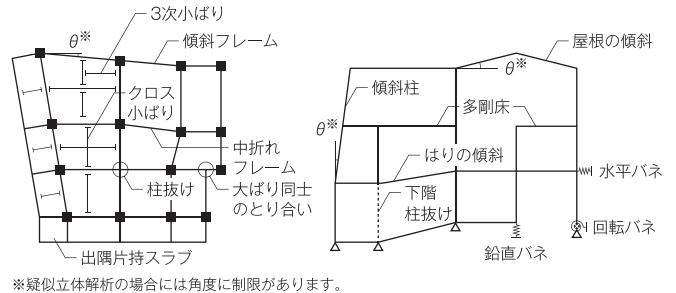 3次小ばり
θ※
傾斜フレーム
クロス
小ばり
中折れ
フレーム
柱抜け
大ばり同士
のとり合い
出隅片持スラブ
屋根の傾斜
θ※
傾斜柱
多剛床
θ※
はりの傾斜
水平バネ
下階
柱抜け
回転バネ
鉛直バネ
※疑似立体解析の場合には角度に制限があります。